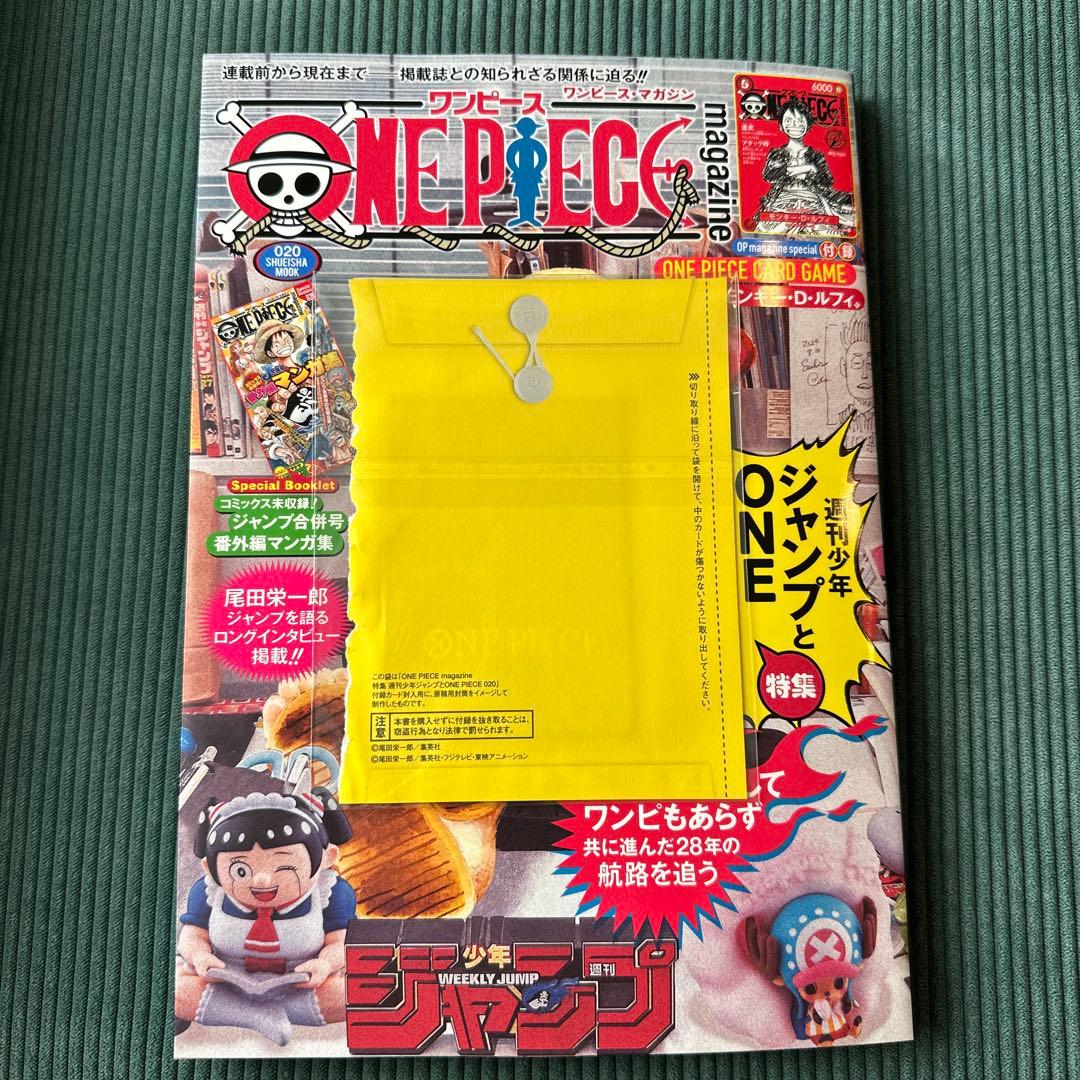 連載前から現在まで 掲載誌との知られざる関係に迫る!!
ワンピース
ワンピース・マガジン
ONE PIECE
magazine
020
SHUEISHA
MOOK
5
6000
アタック時
モンキー・D・ルフィ
OP magazine special 付録
ONE PIECE CARD GAME
モンキー・D・ルフィ
ONE PIECE
マンガ集
Special Booklet
コミックス未収録!
ジャンプ合併号
番外編マンガ集
尾田栄一郎
ジャンプを語る
ロングインタビュー
掲載!!
≫切り取り線に沿って袋を開けて、中のカードが傷つかないように取り出してください。
ONE PIECE
この袋は「ONE PIECE magazine
特集 週刊少年ジャンプとONE PIECE 020」
付録カード封入用に、原稿用封筒をイメージして
制作したものです。
注意
本書を購入せずに付録を抜き取ることは、
窃盗行為となり法律で罰せられます。
©尾田栄一郎/集英社
©尾田栄一郎/集英社・フジテレビ・東映アニメーション
週刊少年
ジャンプと
ONE
特集
して
ワンピもあらず
共に進んだ28年の
航路を追う
少年
週刊
WEEKLY JUMP
ジャンプ